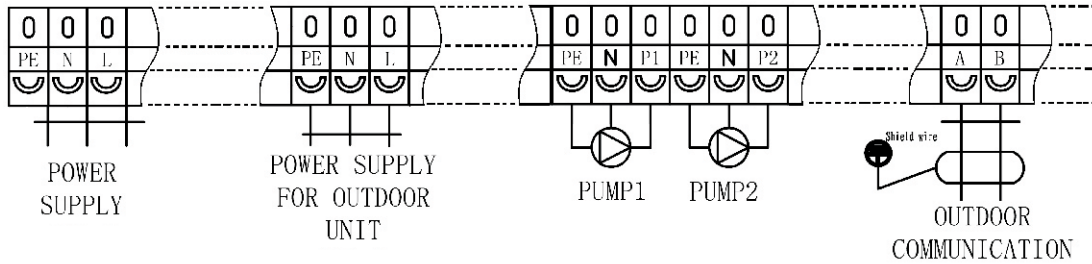 0 0 0 0 0 0 0 0 0 0 0 0 0 0
PE N L PE N L PE N P1 PE N P2 A B
Shield wire
POWER SUPPLY
POWER SUPPLY FOR OUTDOOR UNIT
PUMP1 PUMP2
OUTDOOR COMMUNICATION